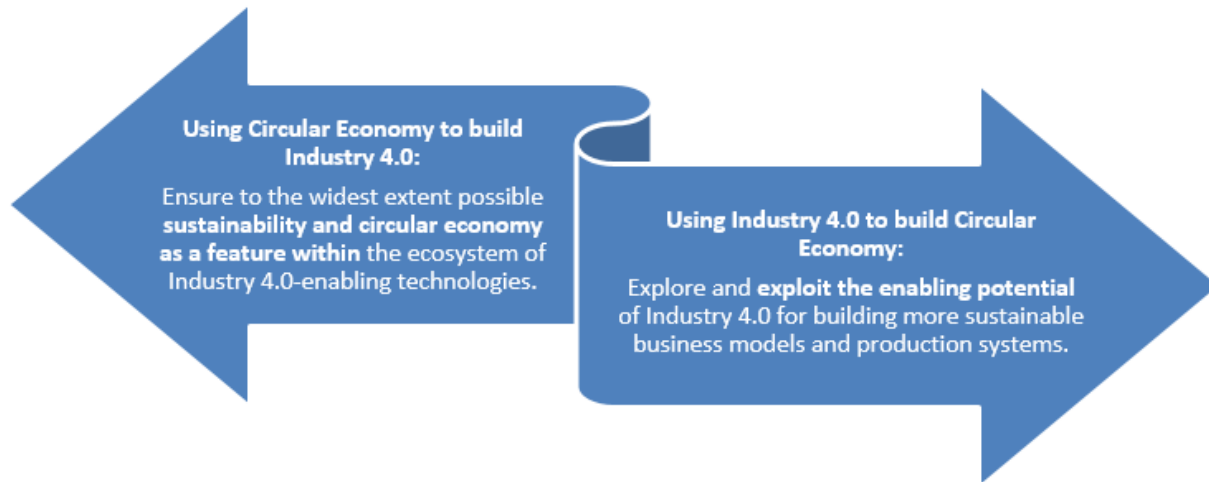 Using Circular Economy to build
Industry 4.0:
Ensure to the widest extent possible
sustainability and circular economy
as a feature within the ecosystem of
Industry 4.0-enabling technologies.
Using Industry 4.0 to build Circular
Economy:
Explore and exploit the enabling potential
of Industry 4.0 for building more sustainable
business models and production systems.